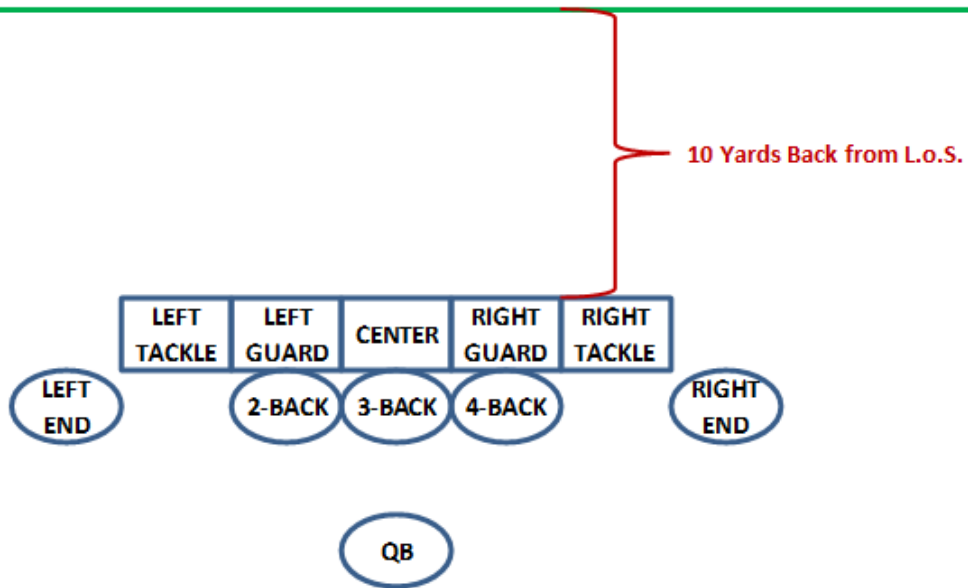 10 Yards Back from L.o.S.
LEFT
TACKLE
LEFT
GUARD
CENTER
RIGHT
GUARD
RIGHT
TACKLE
LEFT
END
2-BACK
3-BACK
4-BACK
RIGHT
END
QB